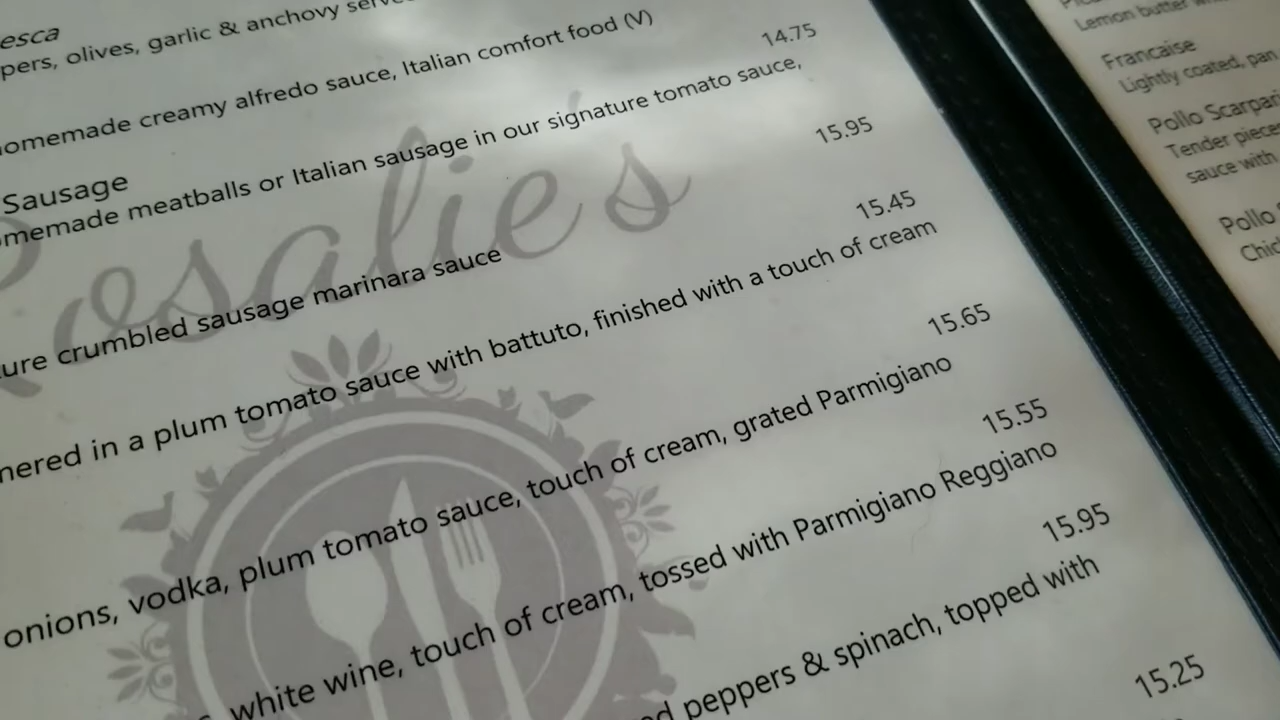 esca
pers, olives, garlic & anchovy
omemade creamy alfredo sauce, Italian comfort food (V)
14.75
Sausage
omemade meatballs or Italian sausage in our signature tomato sauce,
15.95
ure crumbled sausage marinara sauce
15.45
nered in a plum tomato sauce with battuto, finished with a touch of cream
15.65
onions, vodka, plum tomato sauce, touch of cream, grated Parmigiano
15.55
white wine, touch of cream, tossed with Parmigiano Reggiano
15.95
ed peppers & spinach, topped with
15.25
Rosalie's
Lemon butter
Francaise
Lightly coated, pan
Pollo Scarpari
Tender pieces
sauce with
Pollo
Chic